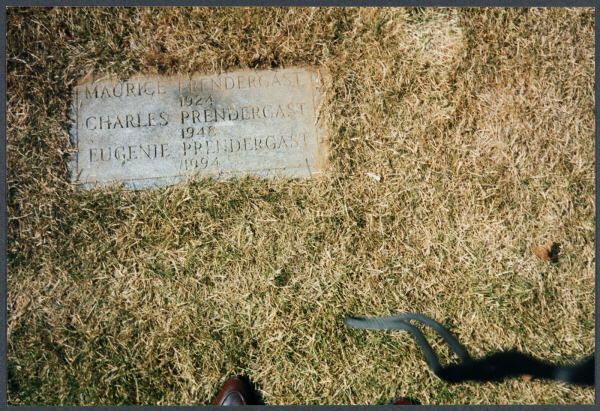 MAURICE PRENDERGAST
1924
CHARLES PRENDERGAST
1948
EUGENIE PRENDERGAST
1994